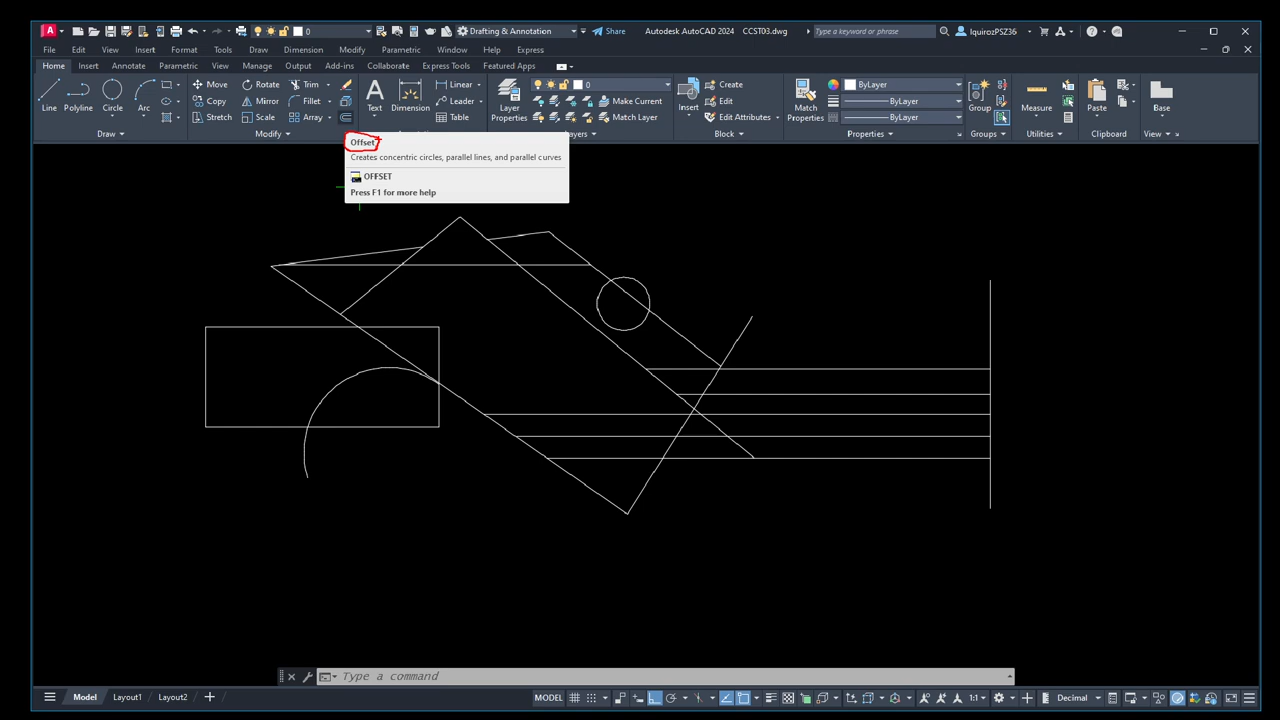 A 0 Drafting & Annotation Share Autodesk AutoCAD 2024 CCST03.dwg Type a keyword or phrase lquirozPSZ36
File Edit View Insert Format Tools Draw Dimension Modify Parametric Window Help Express
Home Insert Annotate Parametric View Manage Output Add-ins Collaborate Express Tools Featured Apps
Line Polyline Circle Arc Move Rotate Trim Text Dimension Linear Layer Properties 0 Insert Create Match Properties ByLayer Group Measure Paste Base
Copy Mirror Fillet Leader Make Current Edit ByLayer
Stretch Scale Array Table Match Layer Edit Attributes ByLayer
Draw Modify Layers Block Properties Groups Utilities Clipboard View
Offset
Creates concentric circles, parallel lines, and parallel curves
OFFSET
Press F1 for more help
Type a command
Model Layout1 Layout2 + MODEL 1:1 Decimal